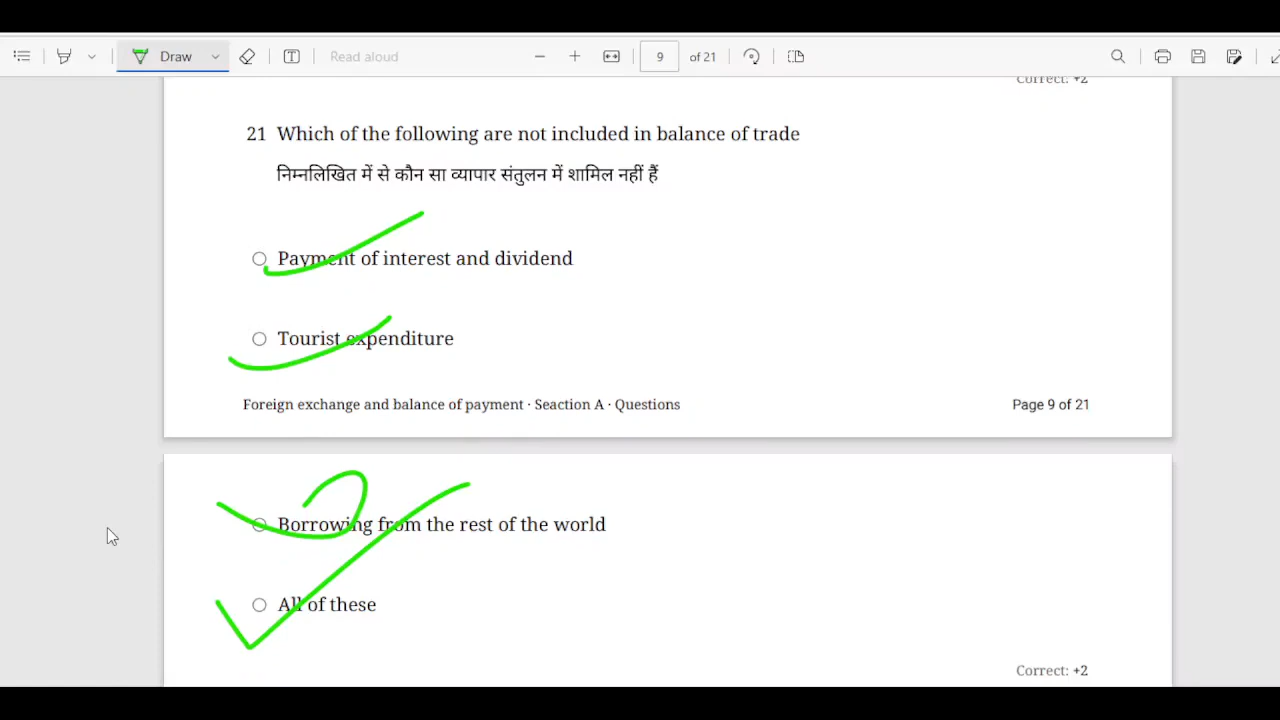 Draw
Read aloud
9
of 21
Correct: +2
21 Which of the following are not included in balance of trade
निम्नलिखित में से कौन सा व्यापार संतुलन में शामिल नहीं हैं
Payment of interest and dividend
Tourist expenditure
Foreign exchange and balance of payment · Seaction A · Questions
Page 9 of 21
Borrowing from the rest of the world
All of these
Correct: +2